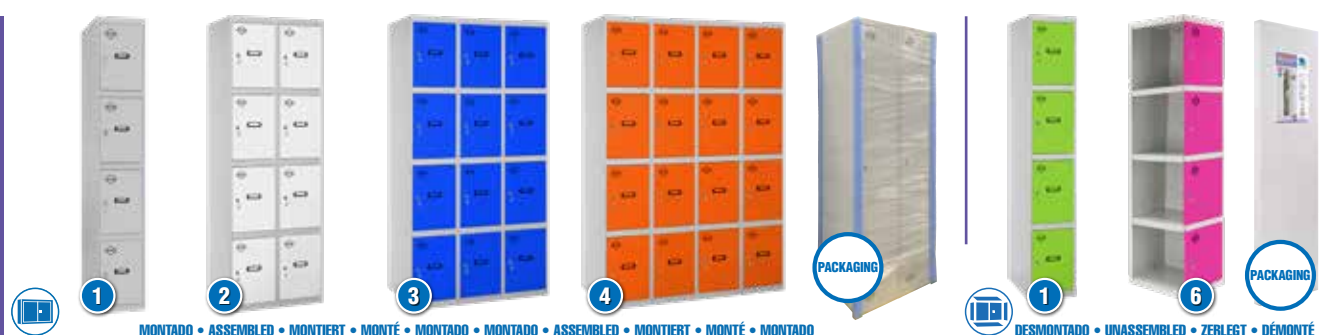 PACKAGING
PACKAGING
1
2
3
4
1
6
MONTADO • ASSEMBLED • MONTIERT • MONTÉ • MONTADO • MONTADO • ASSEMBLED • MONTIERT • MONTÉ • MONTADO
DESMONTADO • UNASSEMBLED • ZERLEGT • DÉMONTÉ